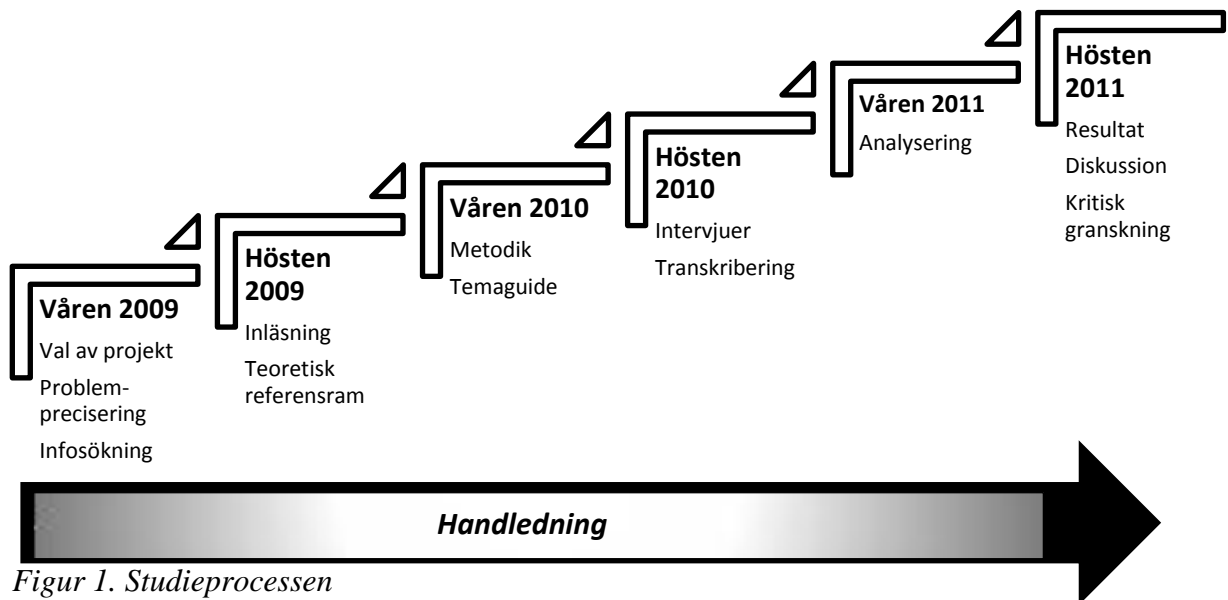 Våren 2009
Val av projekt
Problem-
precisering
Infosökning
Hösten
2009
Inläsning
Teoretisk
referensram
Våren 2010
Metodik
Temaguide
Hösten
2010
Intervjuer
Transkribering
Våren 2011
Analysering
Hösten
2011
Resultat
Diskussion
Kritisk
granskning
Handledning
Figur 1. Studieprocessen